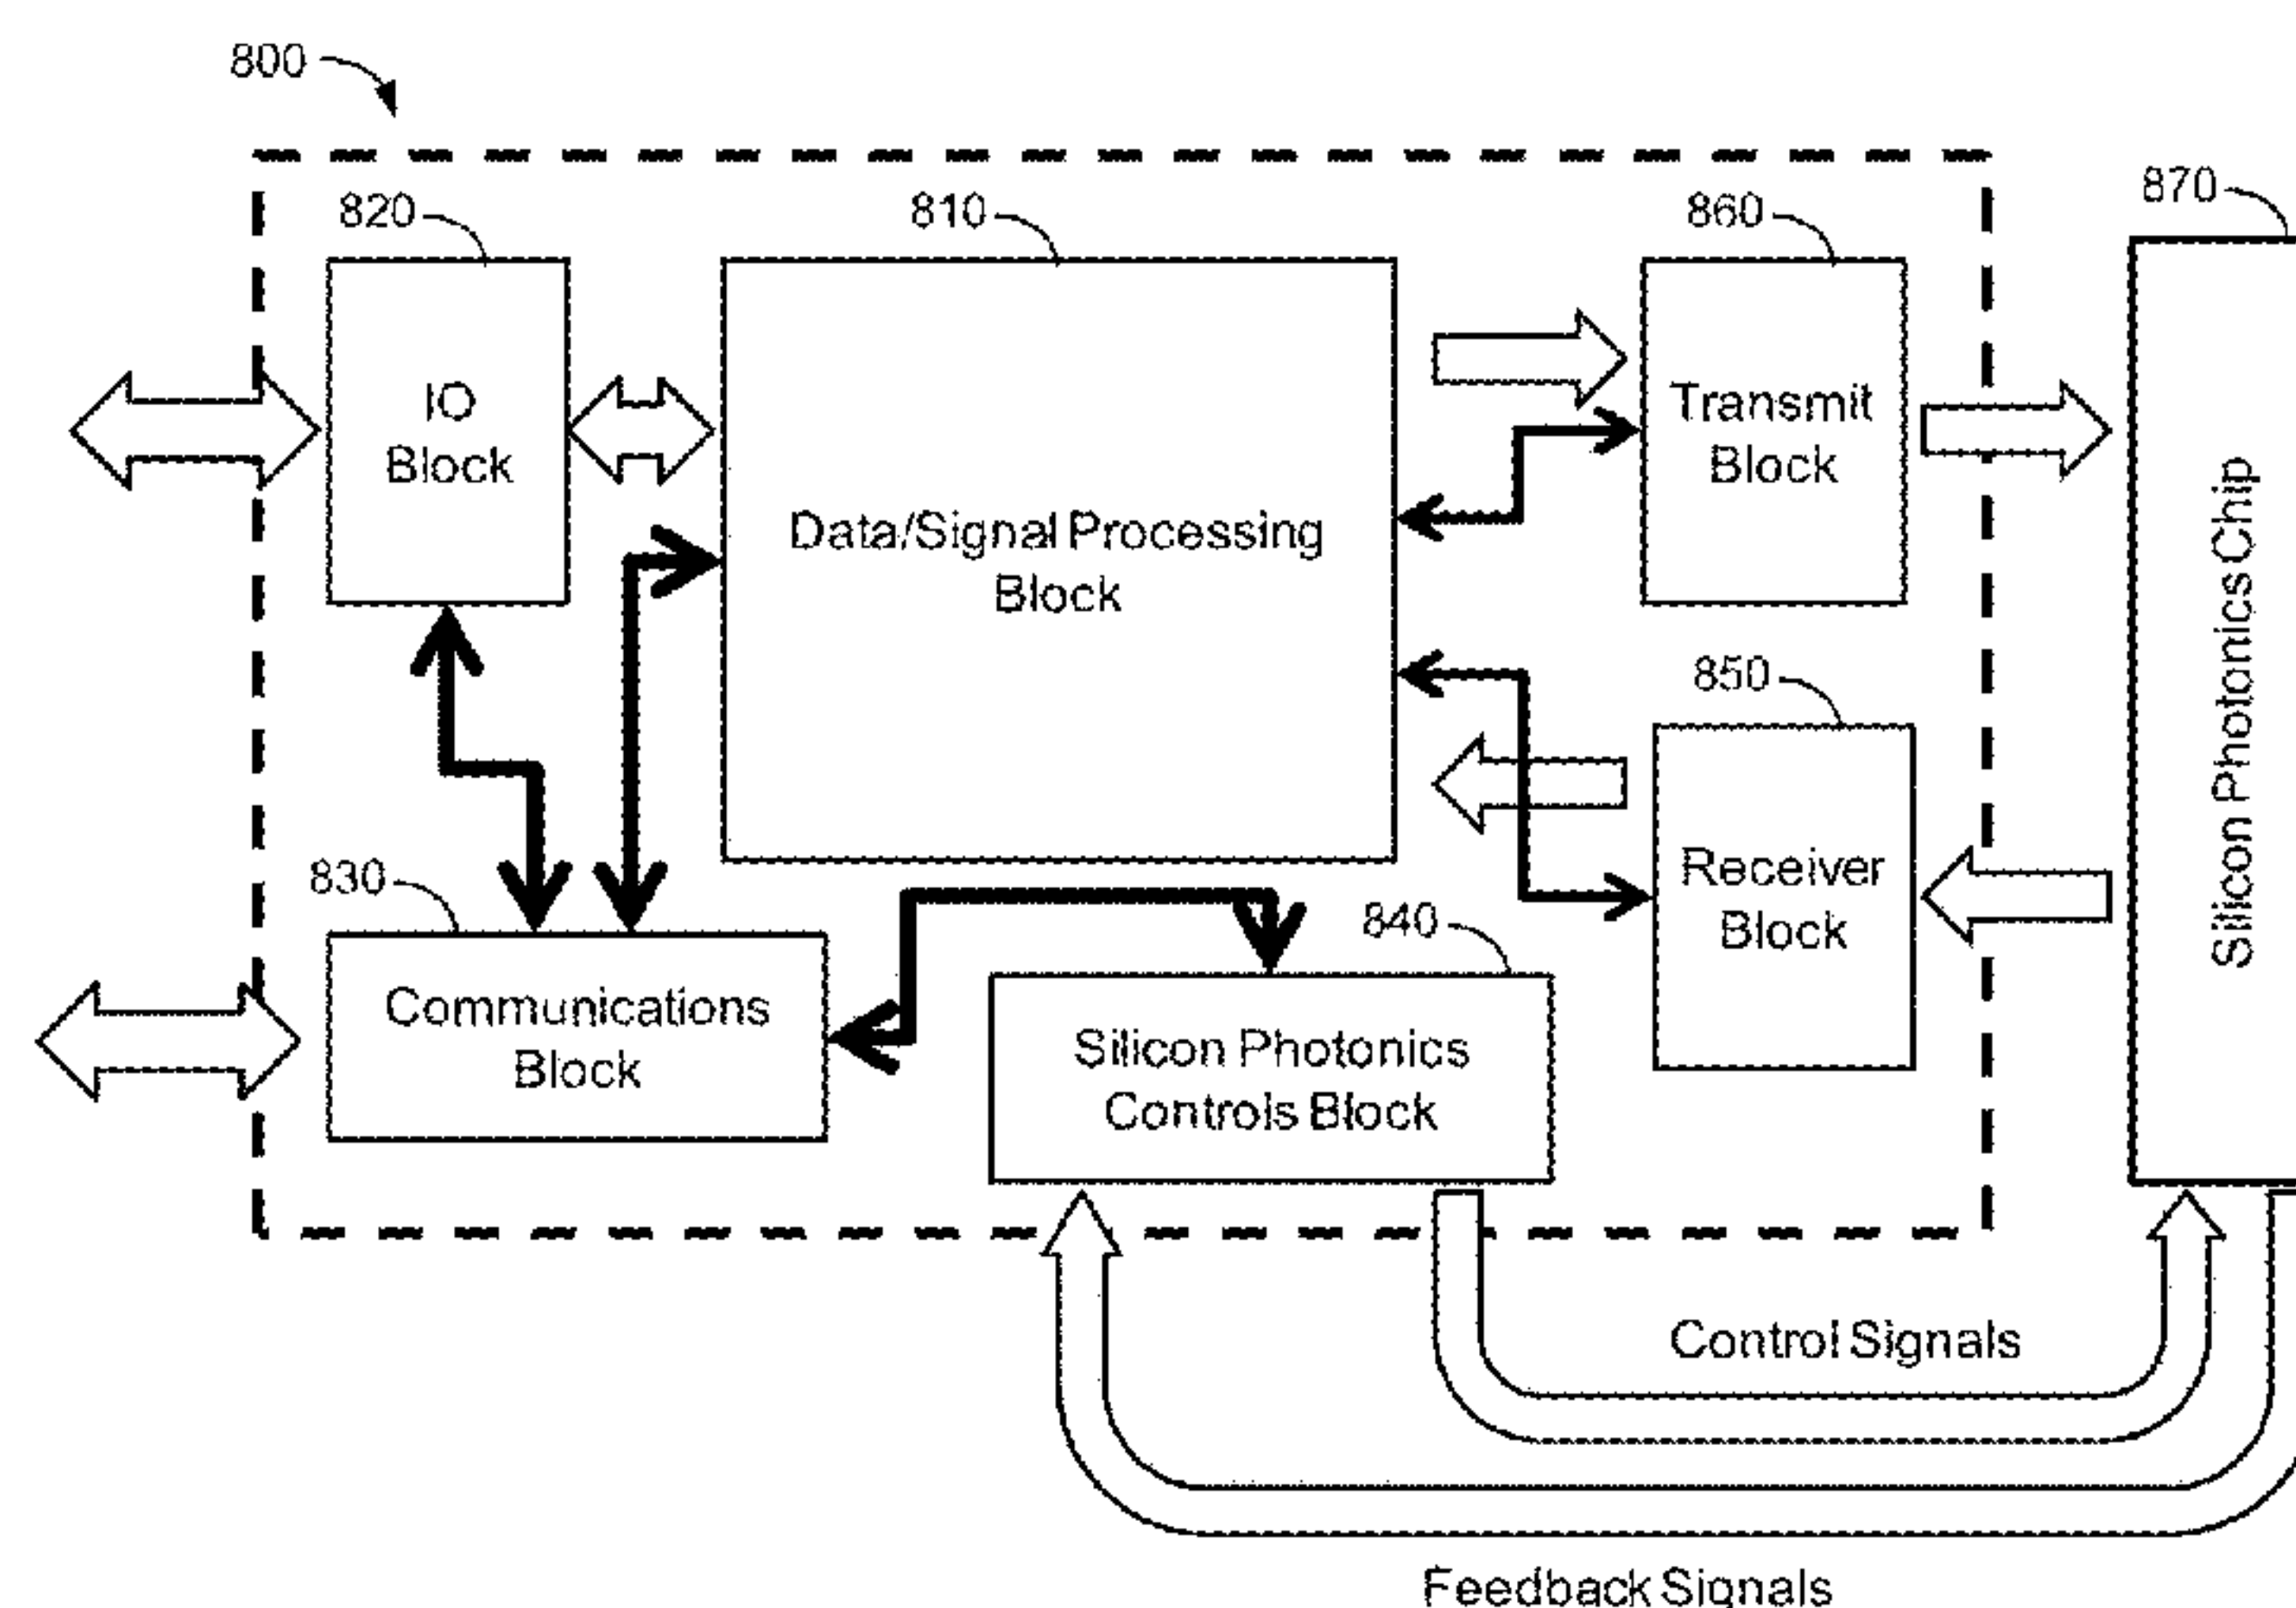 800
820
810
860
870
IO
Block
Data/Signal Processing
Block
Transmit
Block
Silicon Photonics Chip
850
Receiver
Block
830
840
Communications
Block
Silicon Photonics
Controls Block
Control Signals
Feedback Signals